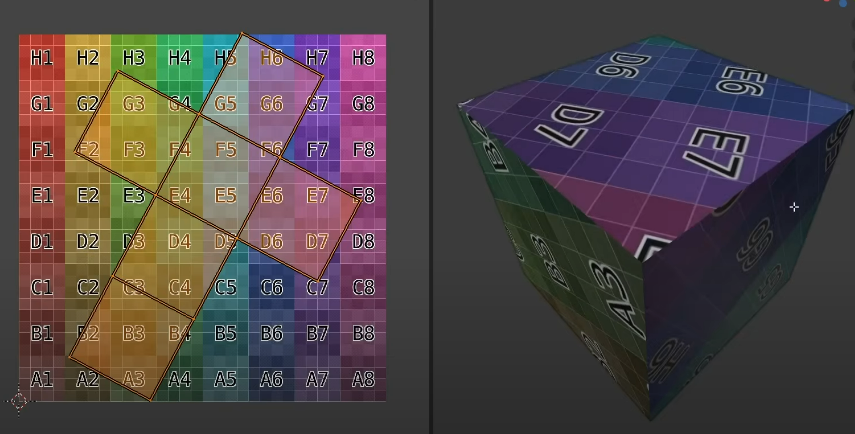 H1 H2 H3 H4 H5 H6 H7 H8
G1 G2 G3 G4 G5 G6 G7 G8
F1 F2 F3 F4 F5 F6 F7 F8
E1 E2 E3 E4 E5 E6 E7 E8
D1 D2 D3 D4 D5 D6 D7 D8
C1 C2 C3 C4 C5 C6 C7 C8
B1 B2 B3 B4 B5 B6 B7 B8
A1 A2 A3 A4 A5 A6 A7 A8
D6 E6
D7 E7
B3 A3